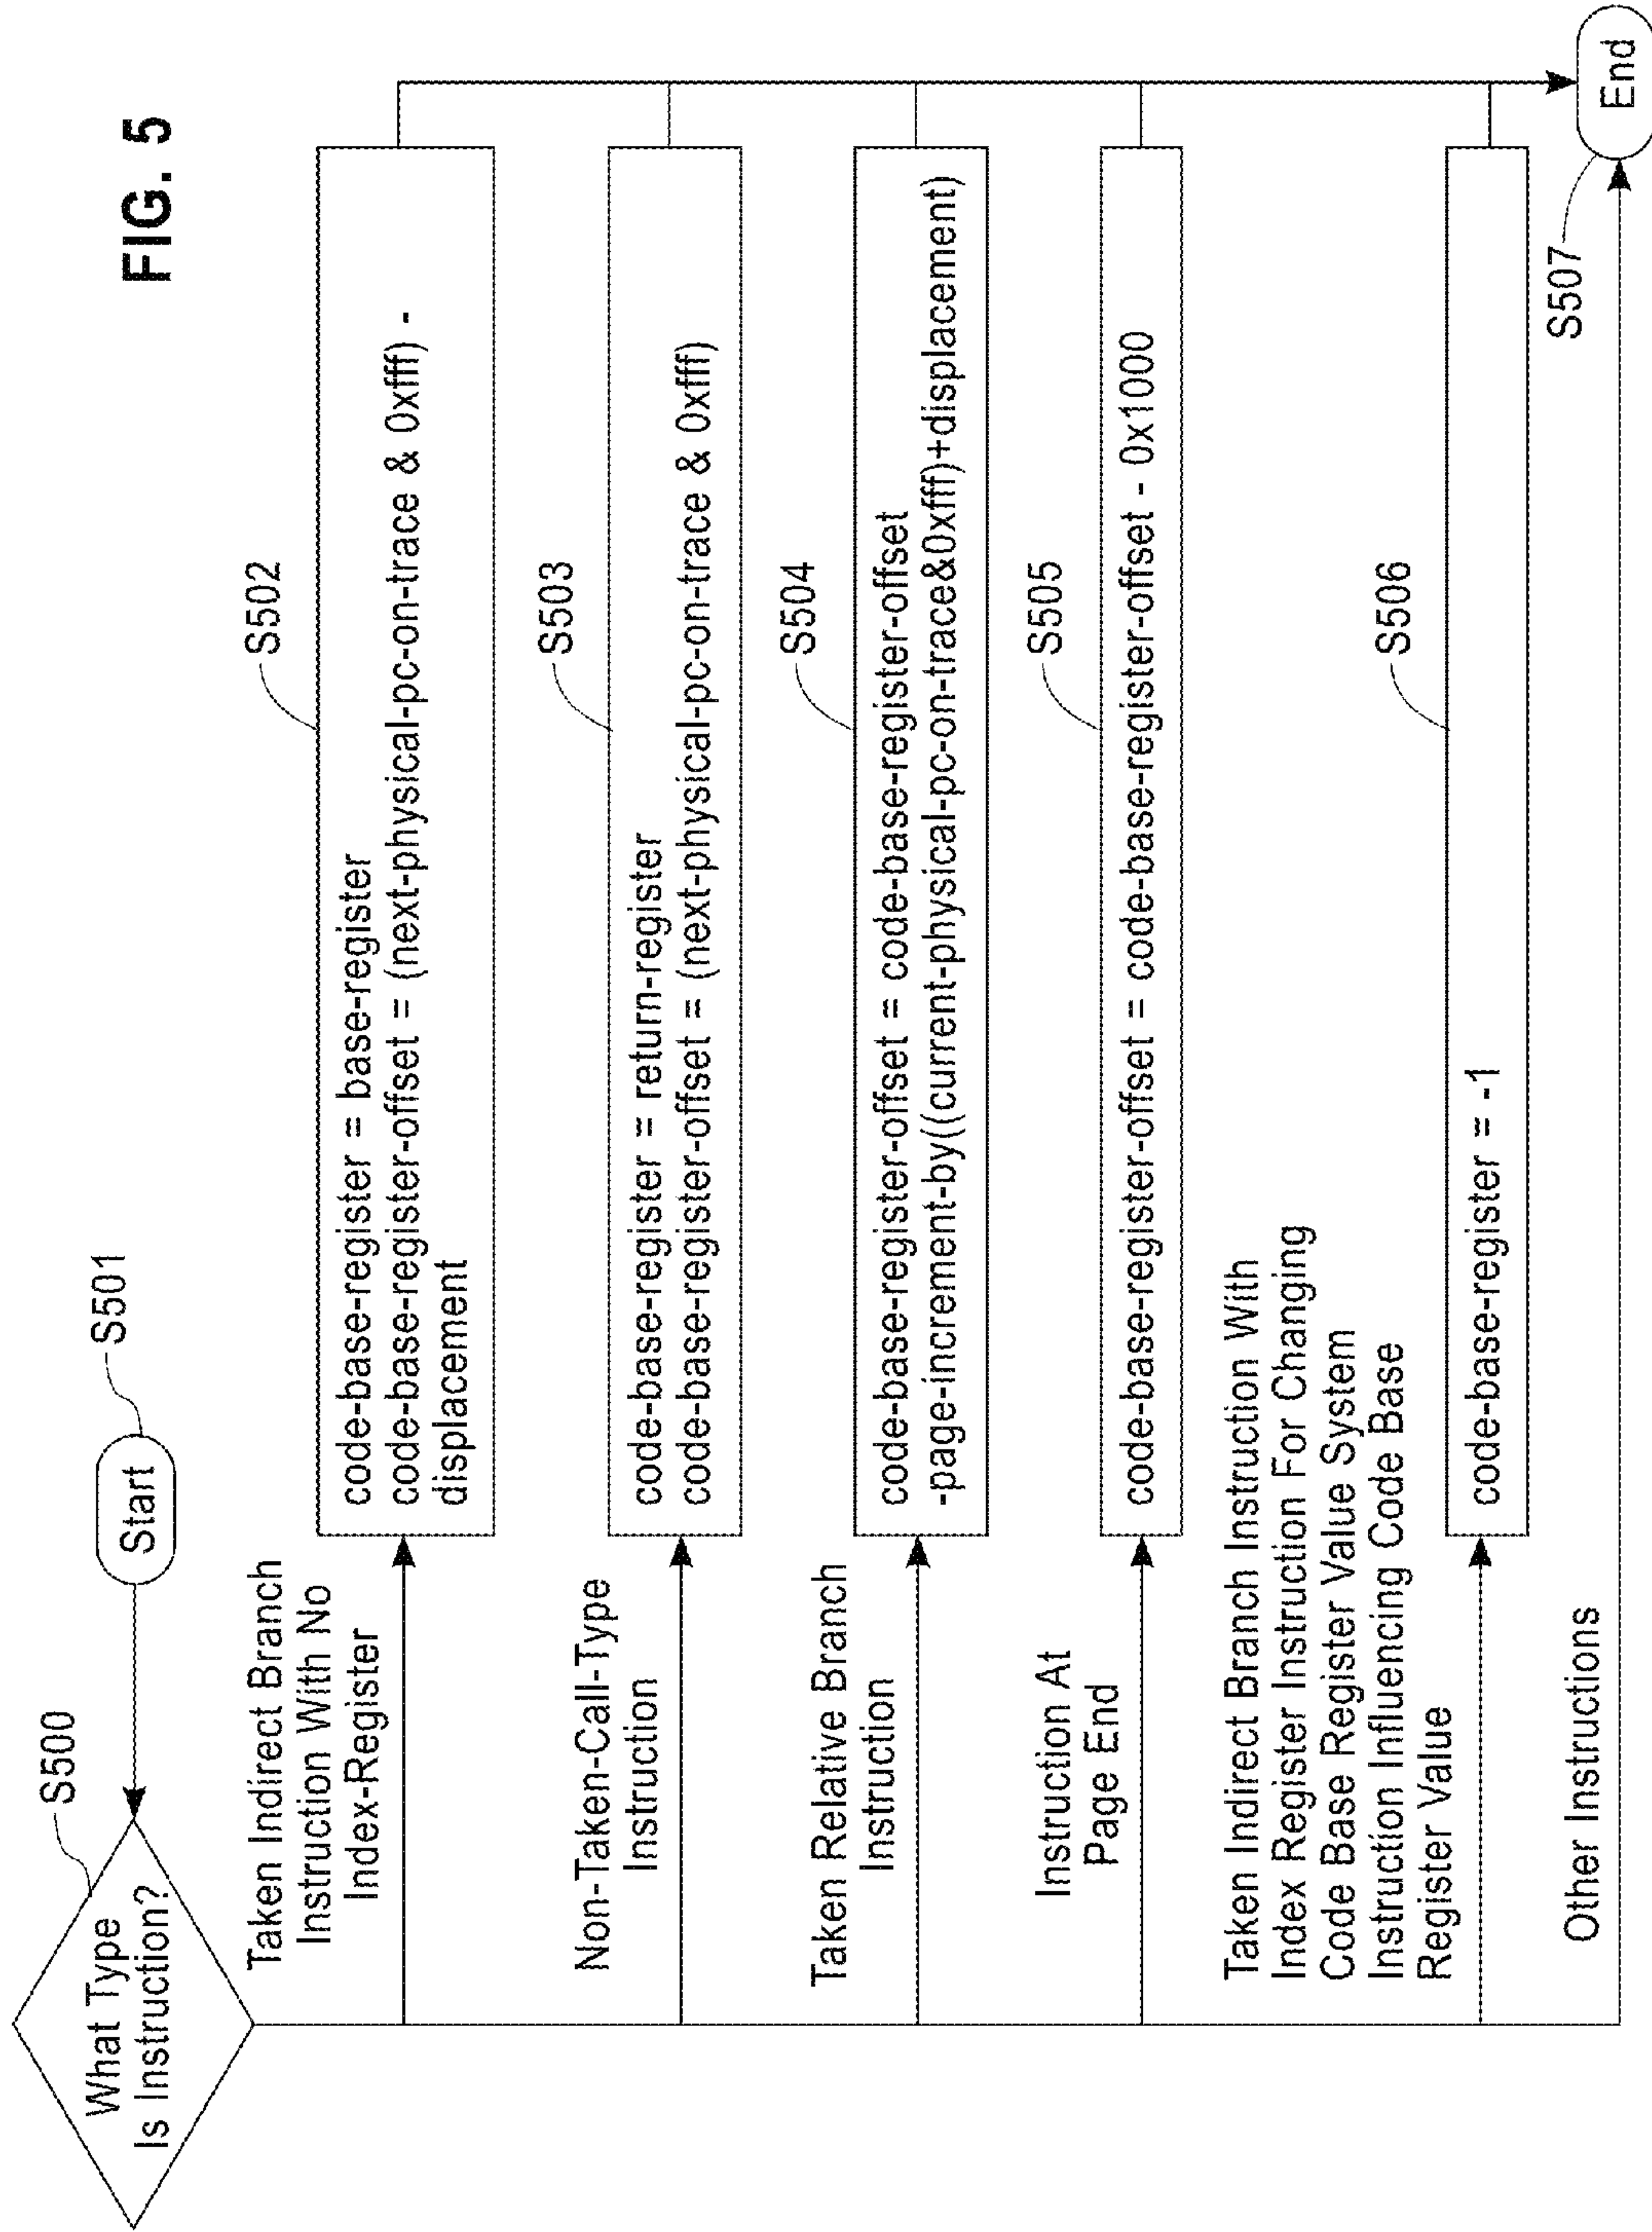 FIG. 5
S501
Start
S500
What Type
Is Instruction?
Taken Indirect Branch
Instruction With No
Index-Register
S502
code-base-register = base-register
code-base-register-offset = (next-physical-pc-on-trace & 0xfff) -
displacement
Non-Taken-Call-Type
Instruction
S503
code-base-register = return-register
code-base-register-offset = (next-physical-pc-on-trace & 0xfff)
Taken Relative Branch
Instruction
S504
code-base-register-offset = code-base-register-offset
-page-increment-by((current-physical-pc-on-trace&0xfff)+displacement)
Instruction At
Page End
S505
code-base-register-offset = code-base-register-offset - 0x1000
Taken Indirect Branch Instruction With
Index Register Instruction For Changing
Code Base Register Value System
Instruction Influencing Code Base
Register Value
S506
code-base-register = -1
Other Instructions
S507
End